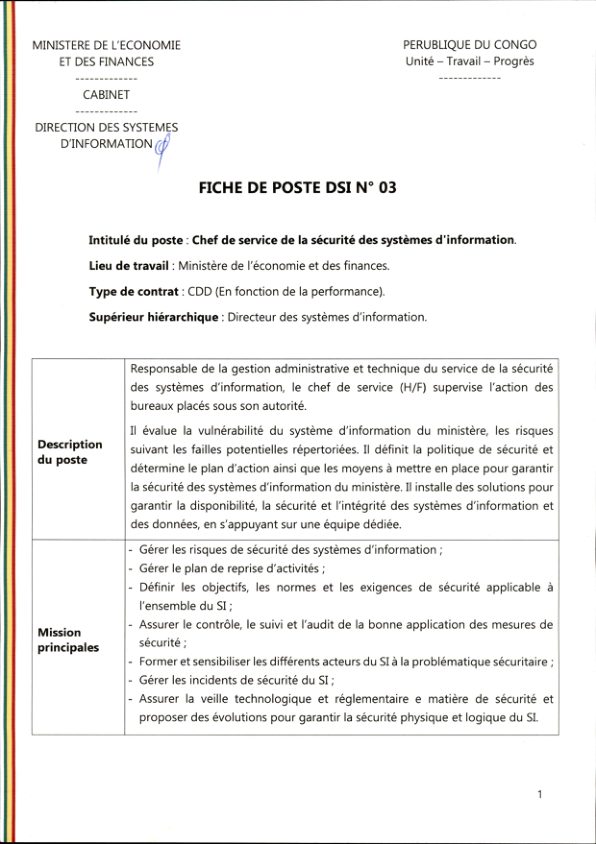 MINISTERE DE L'ECONOMIE
ET DES FINANCES
-------------
CABINET
-------------
DIRECTION DES SYSTEMES
D'INFORMATION
PERUBLIQUE DU CONGO
Unité – Travail – Progrès
-------------
FICHE DE POSTE DSI N° 03
Intitulé du poste : Chef de service de la sécurité des systèmes d'information.
Lieu de travail : Ministère de l'économie et des finances.
Type de contrat : CDD (En fonction de la performance).
Supérieur hiérarchique : Directeur des systèmes d'information.
Description
du poste
Responsable de la gestion administrative et technique du service de la sécurité
des systèmes d'information, le chef de service (H/F) supervise l'action des
bureaux placés sous son autorité.
Il évalue la vulnérabilité du système d'information du ministère, les risques
suivant les failles potentielles répertoriées. Il définit la politique de sécurité et
détermine le plan d'action ainsi que les moyens à mettre en place pour garantir
la sécurité des systèmes d'information du ministère. Il installe des solutions pour
garantir la disponibilité, la sécurité et l'intégrité des systèmes d'information et
des données, en s'appuyant sur une équipe dédiée.
Mission
principales
- Gérer les risques de sécurité des systèmes d'information ;
- Gérer le plan de reprise d'activités ;
- Définir les objectifs, les normes et les exigences de sécurité applicable à
l'ensemble du SI ;
- Assurer le contrôle, le suivi et l'audit de la bonne application des mesures de
sécurité ;
- Former et sensibiliser les différents acteurs du SI à la problématique sécuritaire ;
- Gérer les incidents de sécurité du SI ;
- Assurer la veille technologique et réglementaire e matière de sécurité et
proposer des évolutions pour garantir la sécurité physique et logique du SI.
1